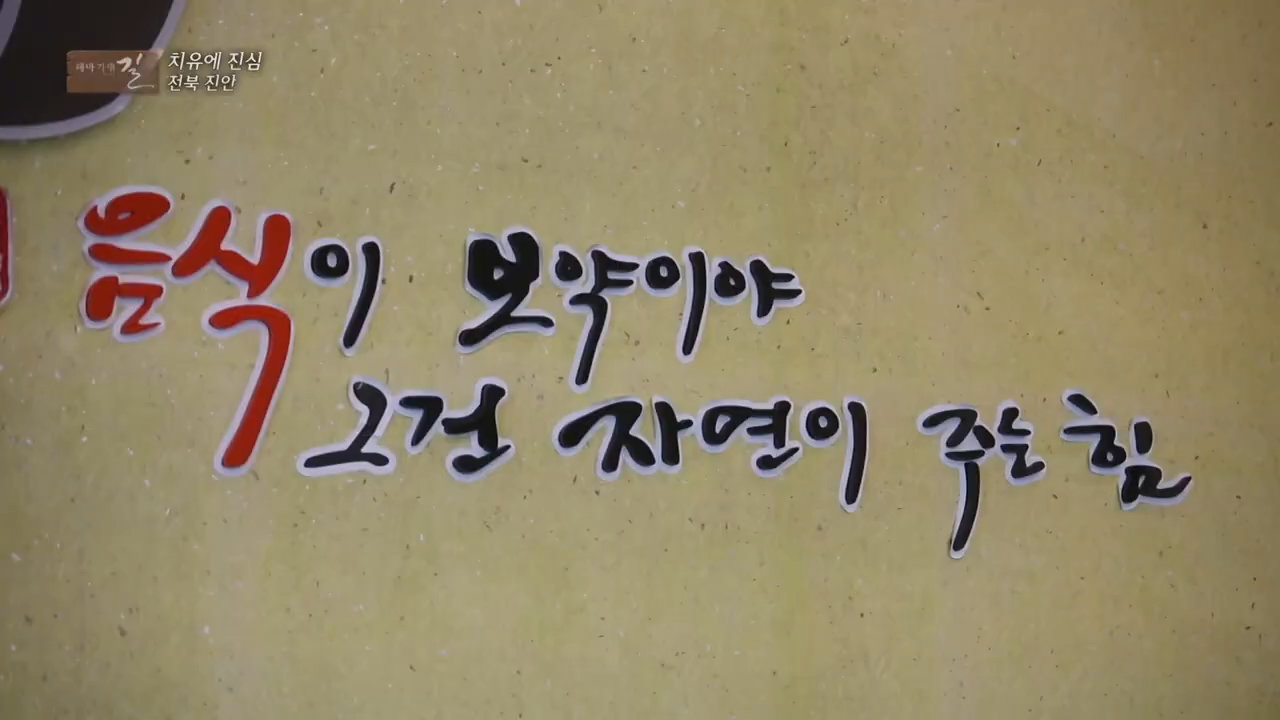 테마기행 길
치유에 진심
전북 진안
음식이 보약이야
그건 자연이 주는 힘